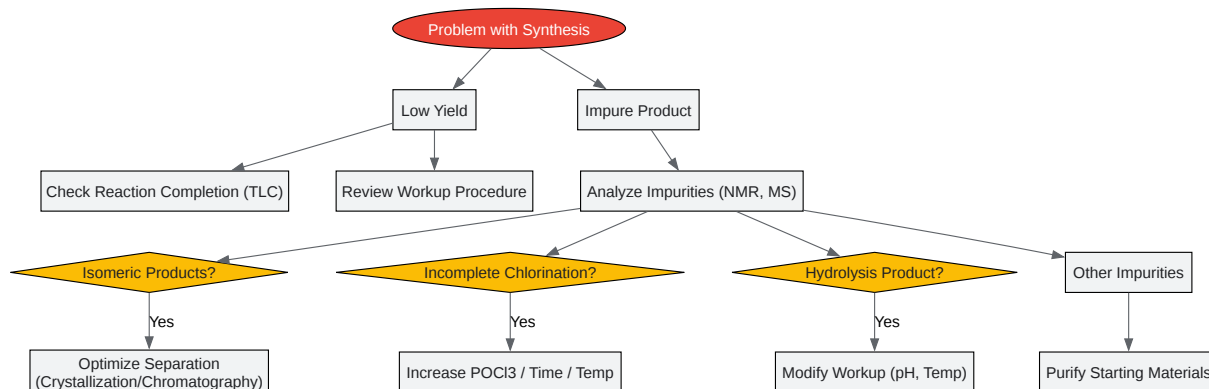 Problem with Synthesis
Low Yield
Impure Product
Check Reaction Completion (TLC)
Review Workup Procedure
Analyze Impurities (NMR, MS)
Isomeric Products?
Incomplete Chlorination?
Hydrolysis Product?
Other Impurities
Yes
Yes
Yes
Optimize Separation
(Crystallization/Chromatography)
Increase POCl3 / Time / Temp
Modify Workup (pH, Temp)
Purify Starting Materials